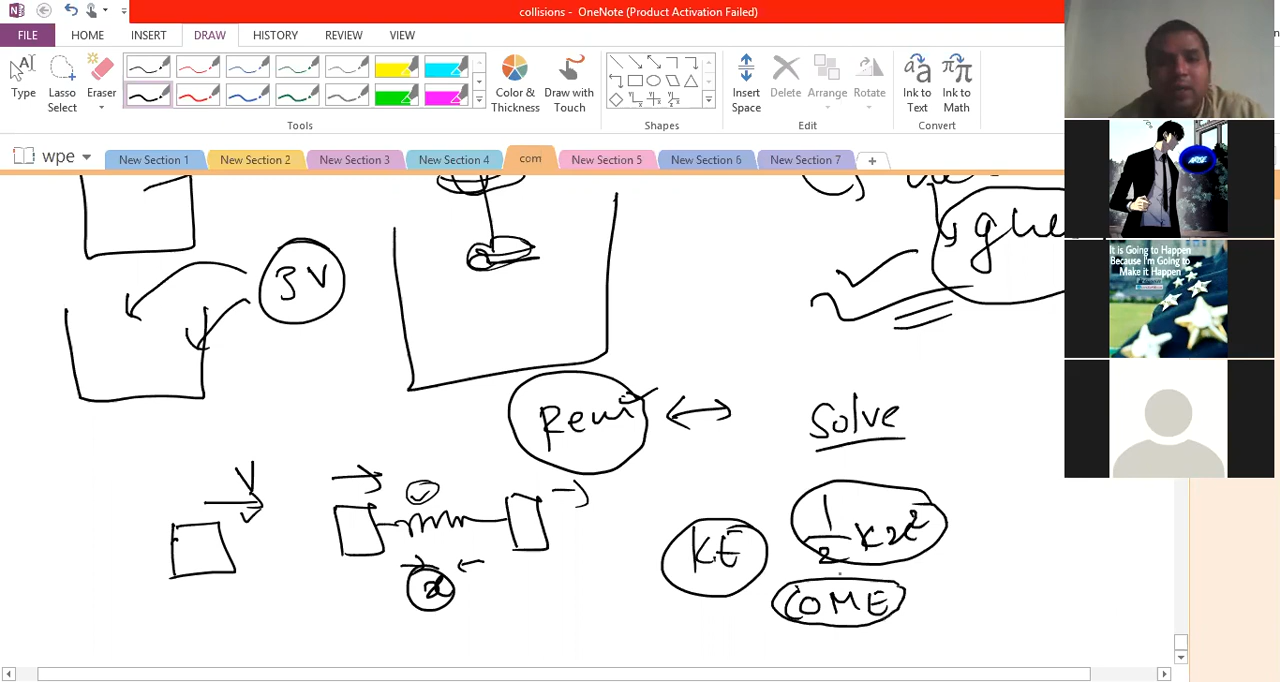 collisions - OneNote (Product Activation Failed)
FILE HOME INSERT DRAW HISTORY REVIEW VIEW
Type
Lasso Select
Eraser
Color & Thickness
Draw with Touch
Insert Space
Delete
Arrange
Rotate
Ink to Text
Ink to Math
Tools
Shapes
Edit
Convert
wpe
New Section 1
New Section 2
New Section 3
New Section 4
com
New Section 5
New Section 6
New Section 7
It is Going to Happen
Because I'm Going to
Make it Happen
3V
Solve
V
x
KE
1/2 kx²
COME